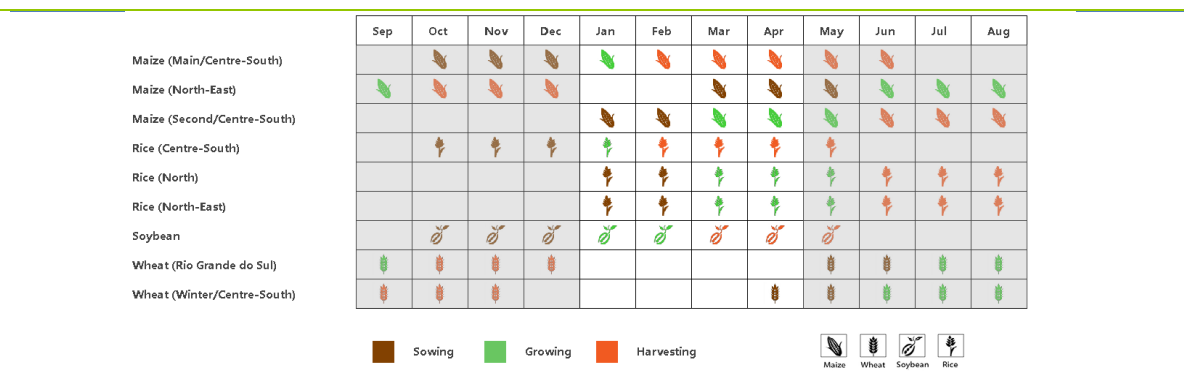 Sep Oct Nov Dec Jan Feb Mar Apr May Jun Jul Aug
Maize (Main/Centre-South)
Maize (North-East)
Maize (Second/Centre-South)
Rice (Centre-South)
Rice (North)
Rice (North-East)
Soybean
Wheat (Rio Grande do Sul)
Wheat (Winter/Centre-South)
Sowing Growing Harvesting
Maize Wheat Soybean Rice